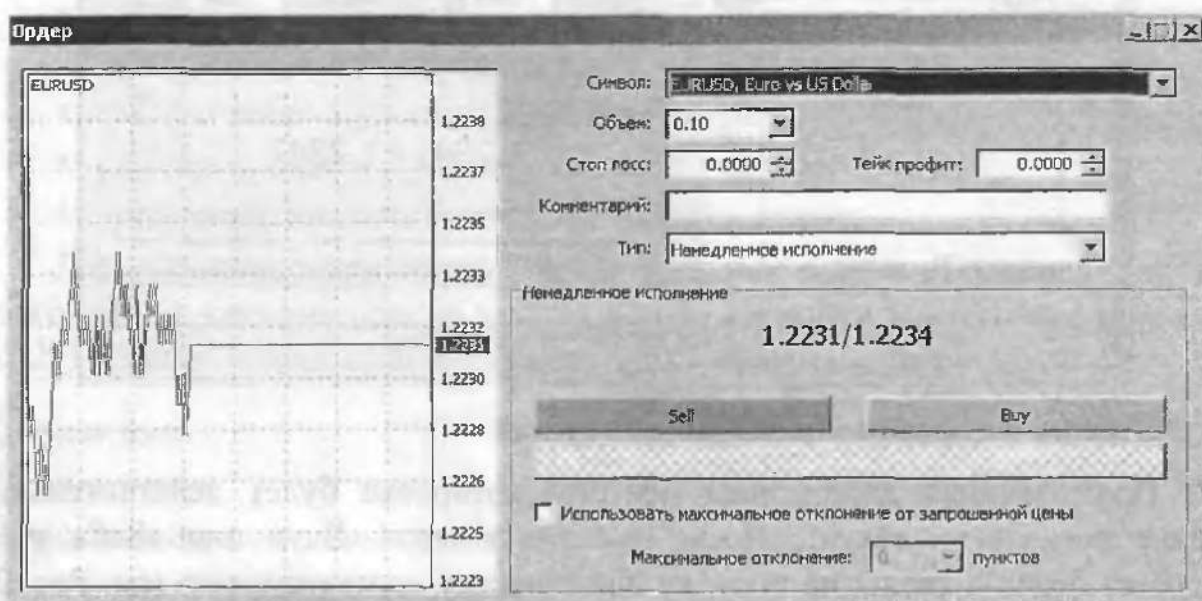 Ордер
EURUSD
1.2238
1.2237
1.2235
1.2233
1.2232
1.2231
1.2230
1.2228
1.2226
1.2225
1.2223
Символ: EURUSD, Euro vs US Dollar
Объем: 0.10
Стоп лосс: 0.0000 Тейк профит: 0.0000
Комментарий:
Тип: Немедленное исполнение
Немедленное исполнение
1.2231/1.2234
Sell Buy
Использовать максимальное отклонение от запрошенной цены
Максимальное отклонение: 0 пунктов